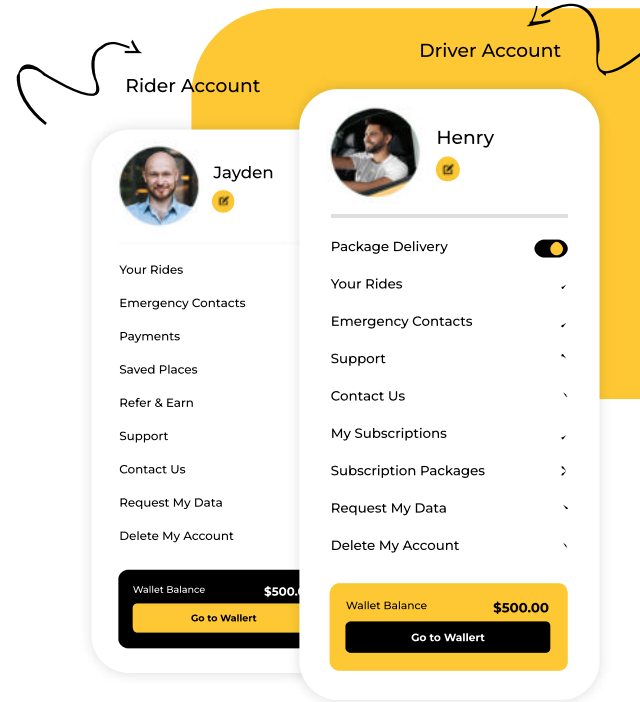 Driver Account
Rider Account
Jayden
Your Rides
Emergency Contacts
Payments
Saved Places
Refer & Earn
Support
Contact Us
Request My Data
Delete My Account
Wallet Balance
$500.
Go to Wallert
Henry
Package Delivery
Your Rides
Emergency Contacts
Support
Contact Us
My Subscriptions
Subscription Packages
Request My Data
Delete My Account
Wallet Balance
$500.00
Go to Wallert